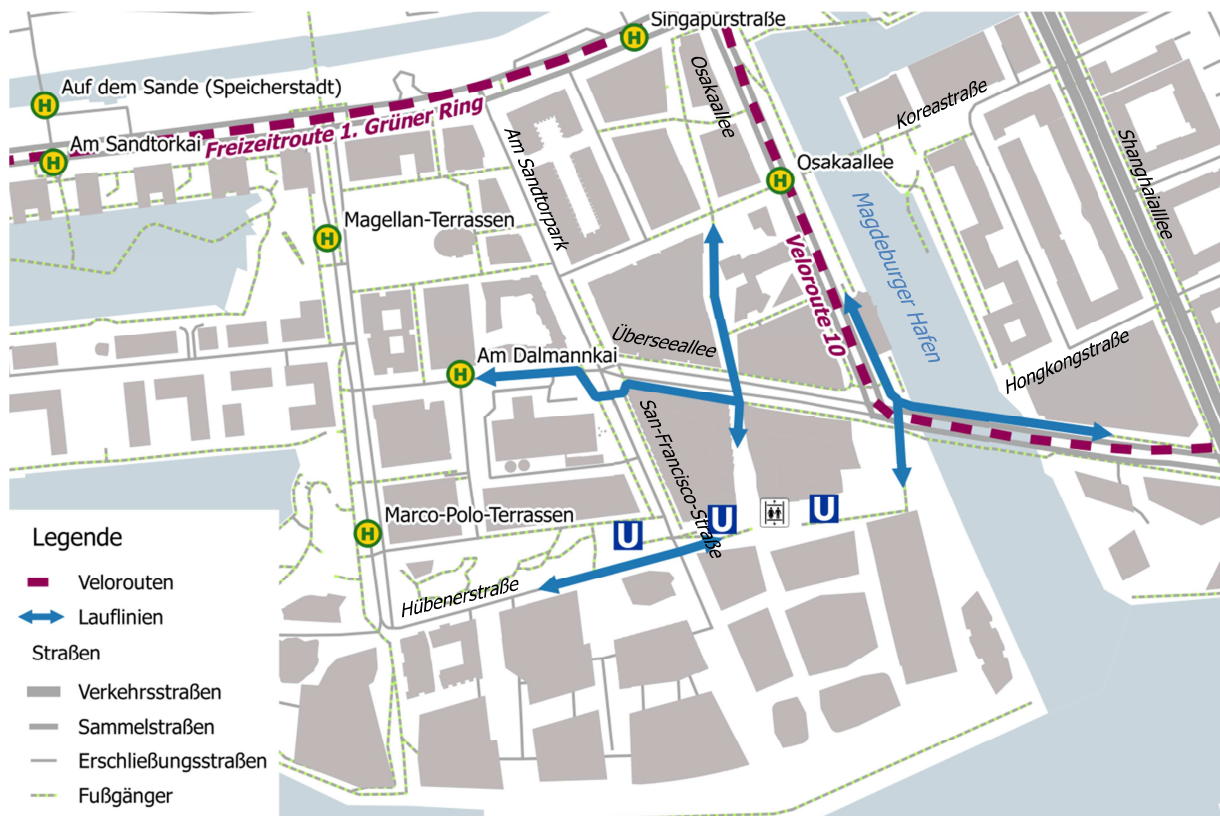 Singapurstraße
H
Auf dem Sande (Speicherstadt)
H
Osakaallee
Koreastraße
Freizeitroute 1. Grüner Ring
Am Sandtorkai
H
Am Sandtorpark
Shanghaialllee
Osakaallee
H
Magellan-Terrassen
H
Magdeburger Hafen
Veloroute 10
Überseeallee
Am Dalmannkai
H
Hongkongstraße
San-Francisco-Straße
Marco-Polo-Terrassen
H
U
U
U
Hübenerstraße
Legende
Velorouten
Lauflinien
Straßen
Verkehrsstraßen
Sammelstraßen
Erschließungsstraßen
Fußgänger